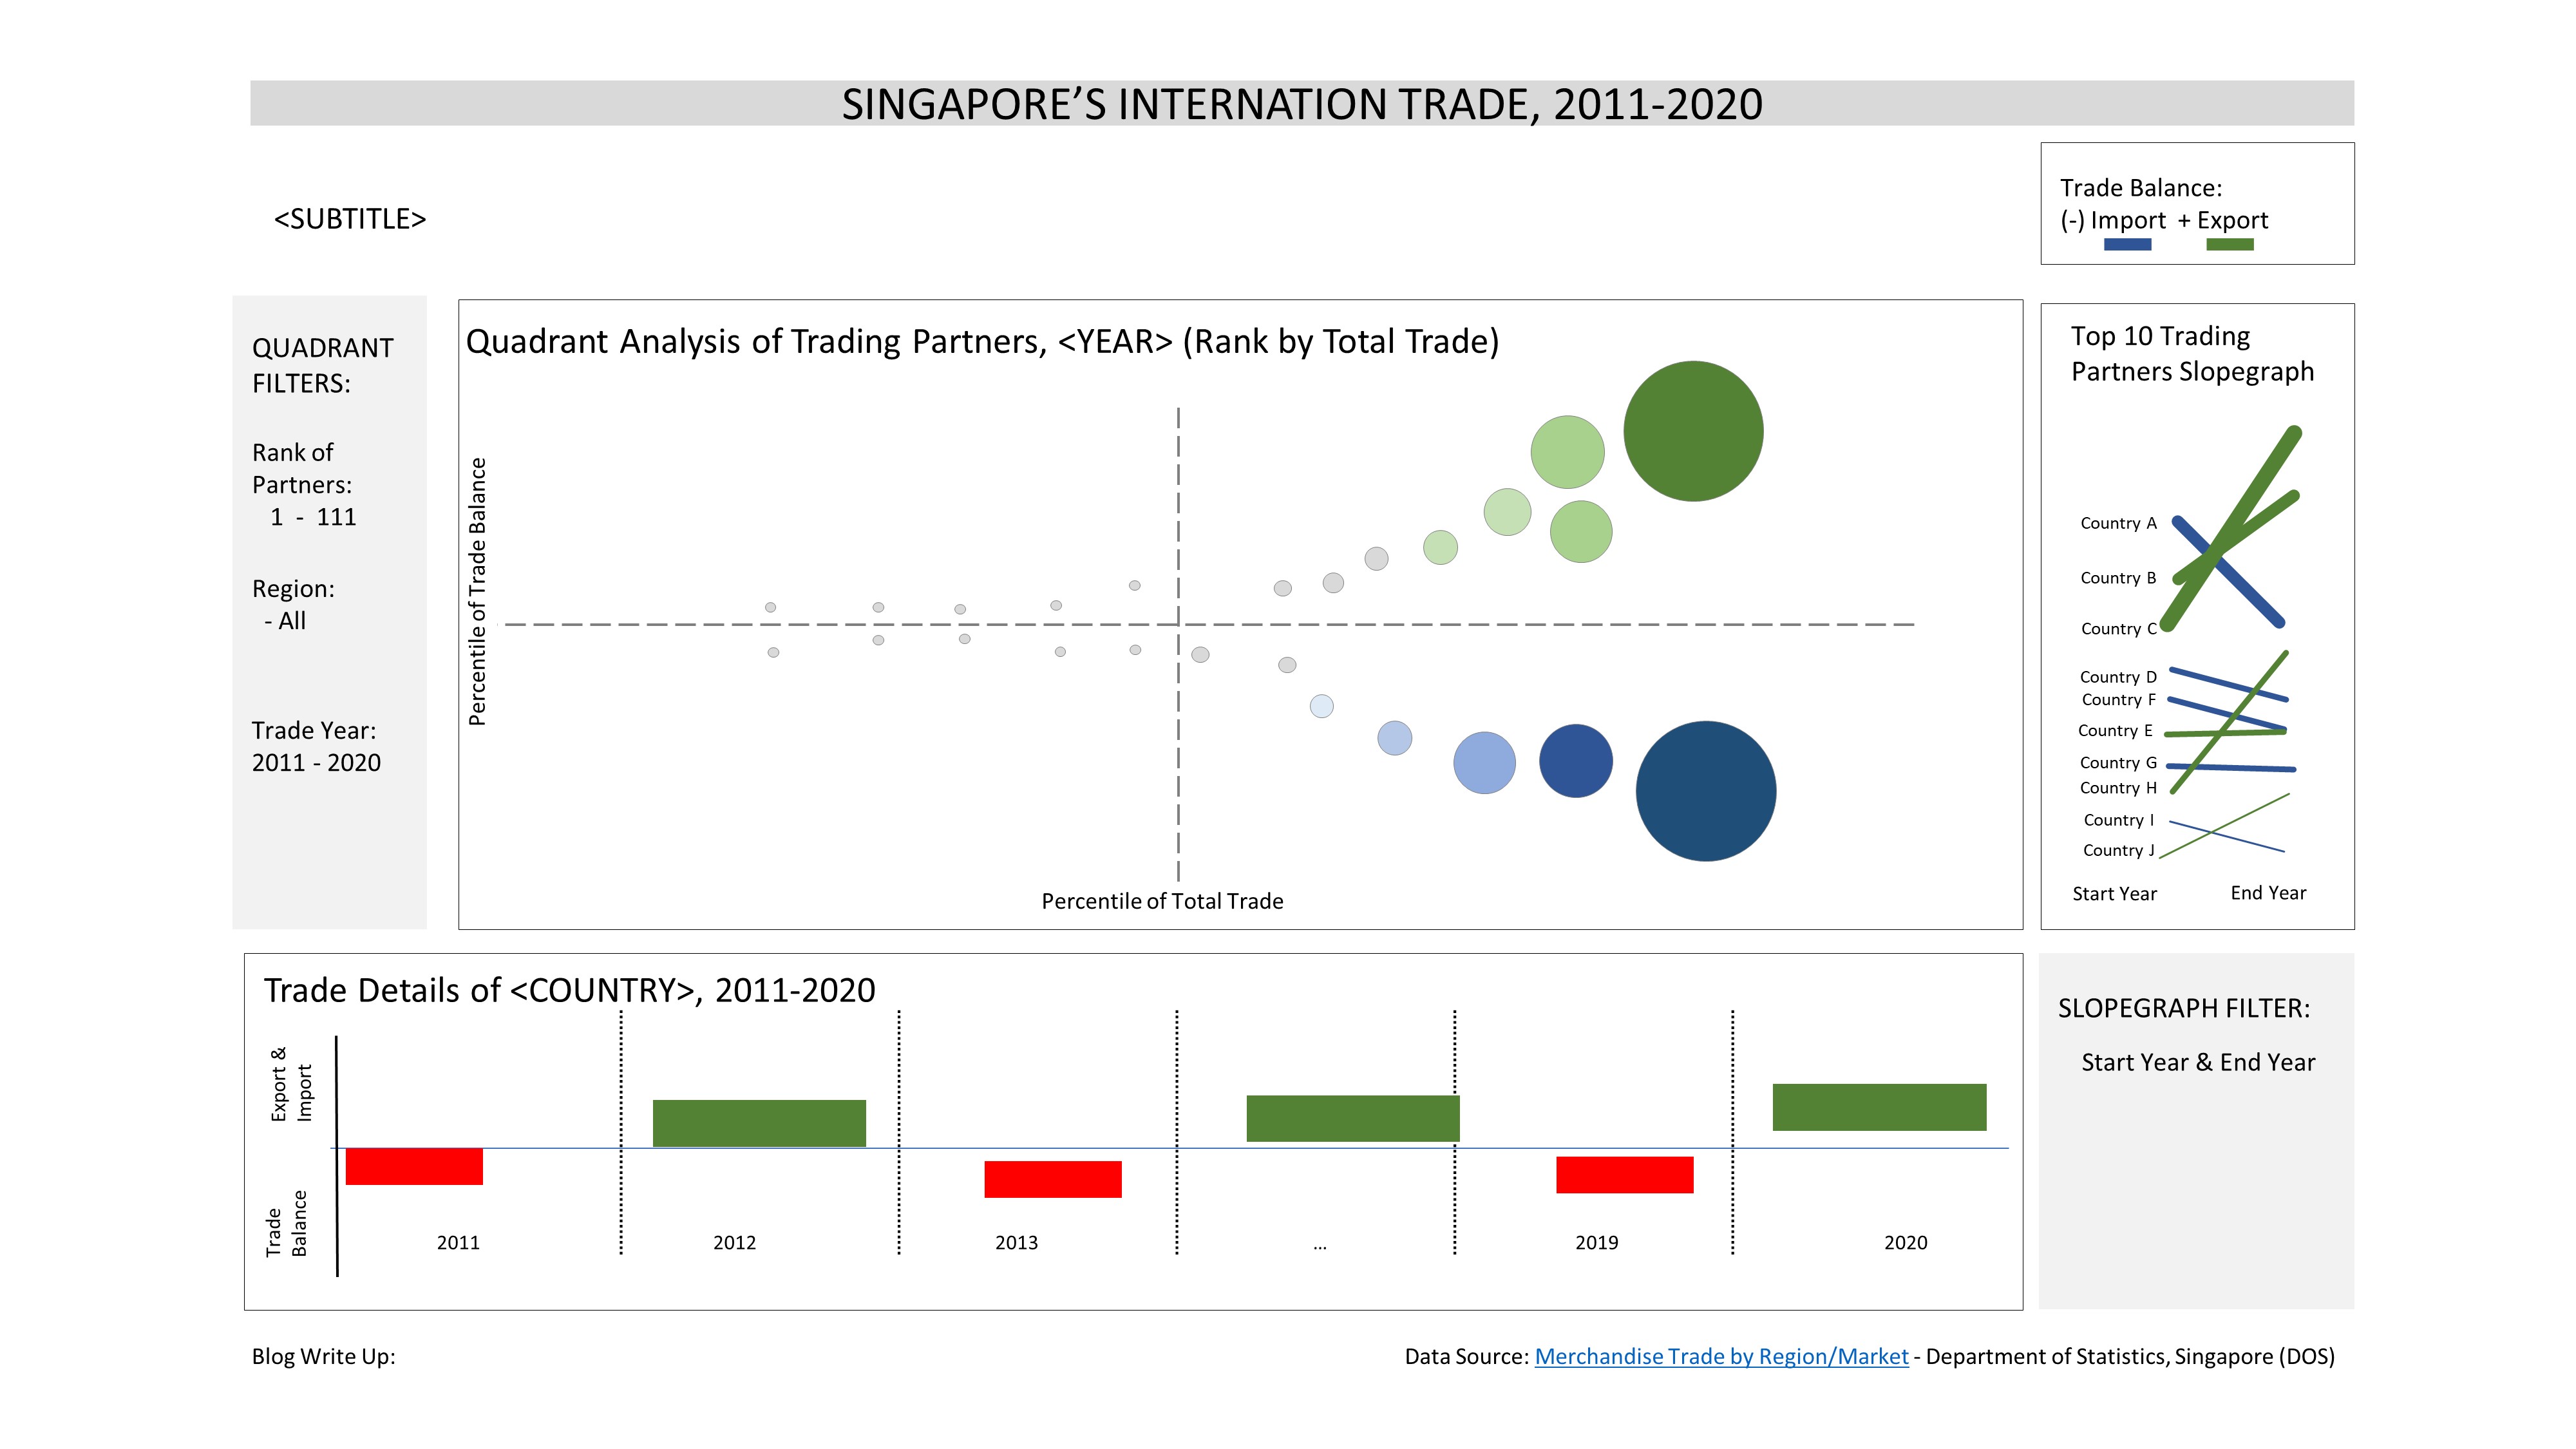 SINGAPORE’S INTERNATION TRADE, 2011-2020
<SUBTITLE>
Trade Balance:
(-) Import + Export
QUADRANT
FILTERS:
Rank of
Partners:
1 - 111
Region:
- All
Trade Year:
2011 - 2020
Quadrant Analysis of Trading Partners, <YEAR> (Rank by Total Trade)
Percentile of Trade Balance
Percentile of Total Trade
Top 10 Trading
Partners Slopegraph
Country A
Country B
Country C
Country D
Country F
Country E
Country G
Country H
Country I
Country J
Start Year
End Year
Trade Details of <COUNTRY>, 2011-2020
Export &
Import
Trade
Balance
2011
2012
2013
...
2019
2020
SLOPEGRAPH FILTER:
Start Year & End Year
Blog Write Up:
Data Source: Merchandise Trade by Region/Market - Department of Statistics, Singapore (DOS)